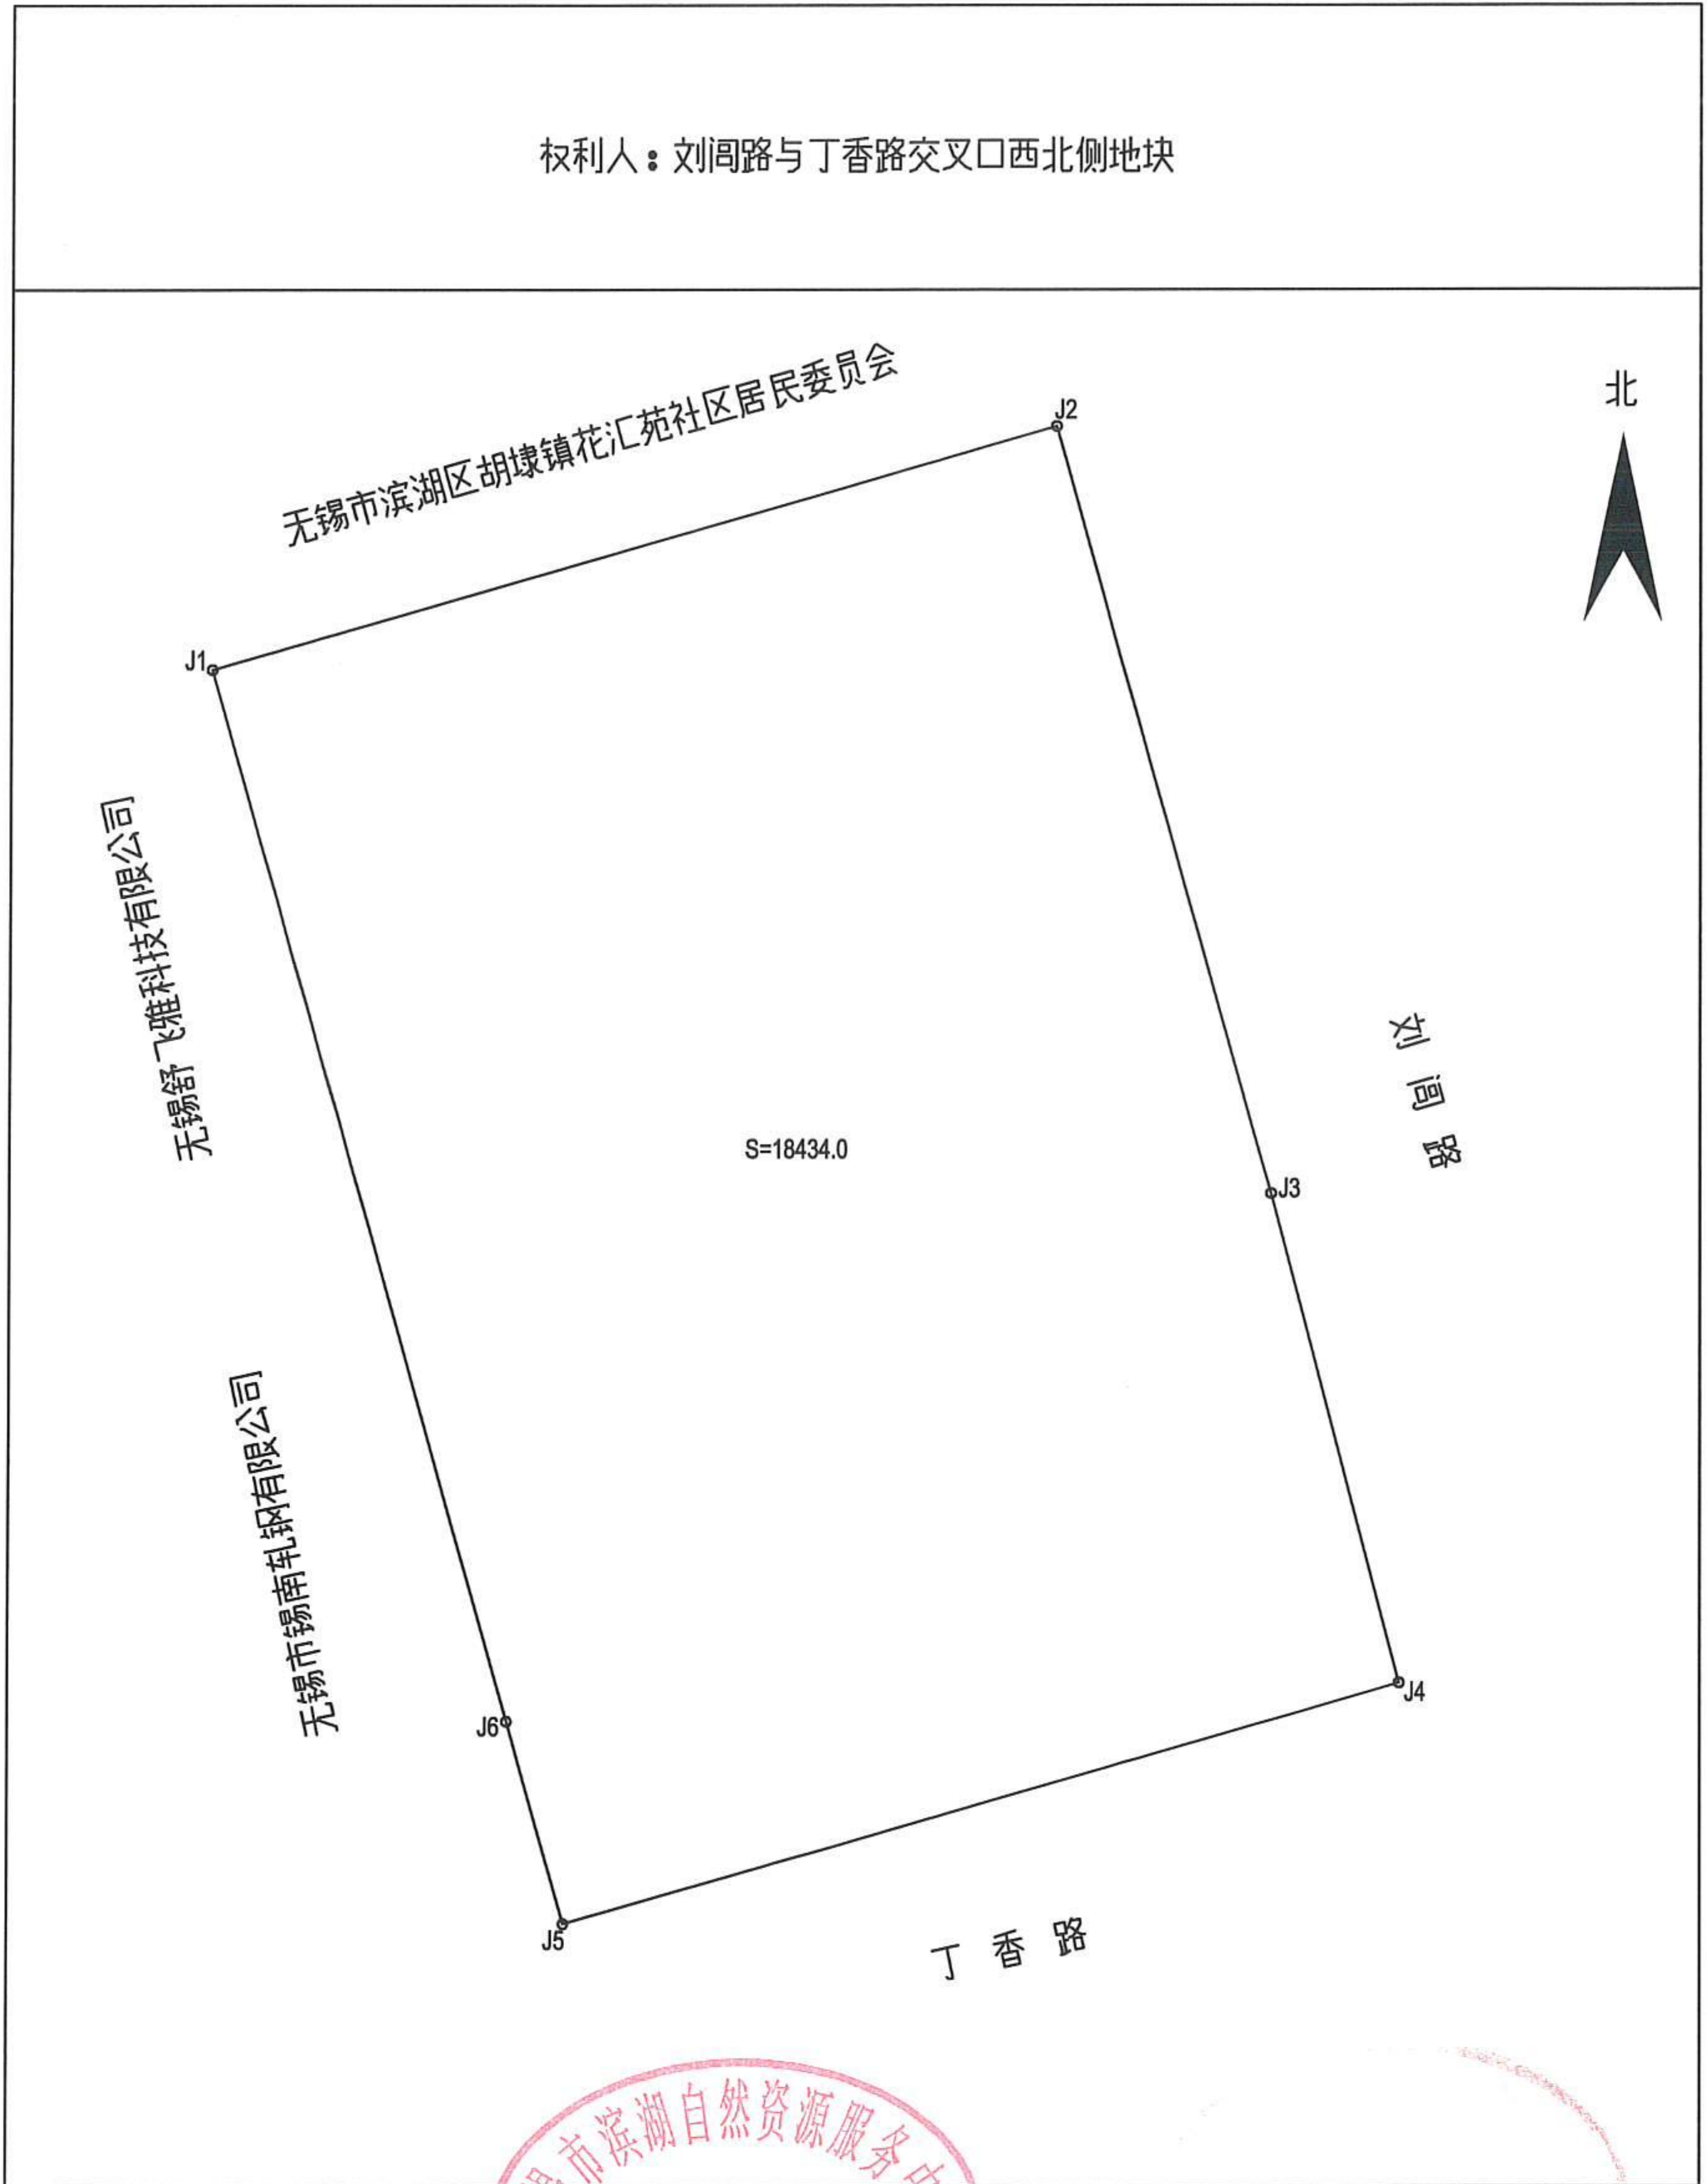 权利人：刘闾路与丁香路交叉口西北侧地块
无锡市滨湖区胡埭镇花汇苑社区居民委员会
北
J2
J1
无锡舒飞雅科技有限公司
刘闾路
S=18434.0
J3
无锡市锡南轧钢有限公司
J4
J6
J5
丁香路
市滨湖自然资源服务中